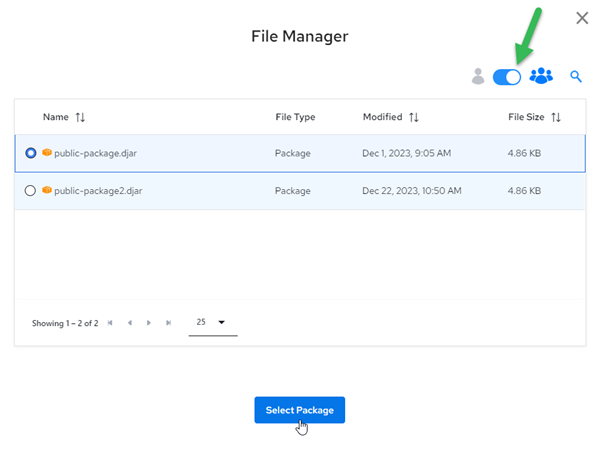 File Manager
Name File Type Modified File Size
public-package.djar Package Dec 1, 2023, 9:05 AM 4.86 KB
public-package2.djar Package Dec 22, 2023, 10:50 AM 4.86 KB
Showing 1 – 2 of 2 25
Select Package